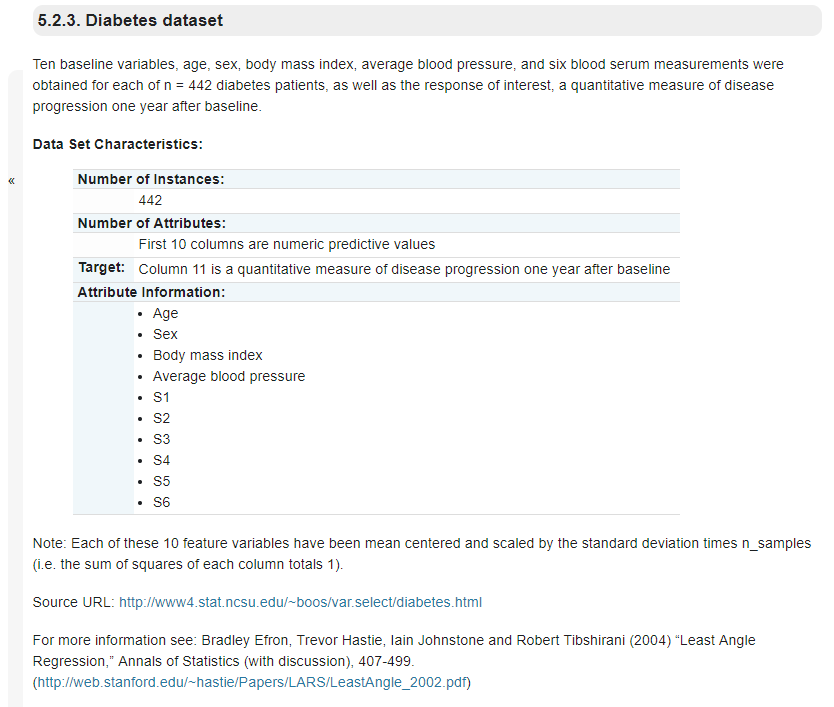 5.2.3. Diabetes dataset
Ten baseline variables, age, sex, body mass index, average blood pressure, and six blood serum measurements were
obtained for each of n = 442 diabetes patients, as well as the response of interest, a quantitative measure of disease
progression one year after baseline.
Data Set Characteristics:
«
Number of Instances:
442
Number of Attributes:
First 10 columns are numeric predictive values
Target: Column 11 is a quantitative measure of disease progression one year after baseline
Attribute Information:
• Age
• Sex
• Body mass index
• Average blood pressure
• S1
• S2
• S3
• S4
• S5
• S6
Note: Each of these 10 feature variables have been mean centered and scaled by the standard deviation times n_samples
(i.e. the sum of squares of each column totals 1).
Source URL: http://www4.stat.ncsu.edu/~boos/var.select/diabetes.html
For more information see: Bradley Efron, Trevor Hastie, Iain Johnstone and Robert Tibshirani (2004) “Least Angle
Regression,” Annals of Statistics (with discussion), 407-499.
(http://web.stanford.edu/~hastie/Papers/LARS/LeastAngle_2002.pdf)